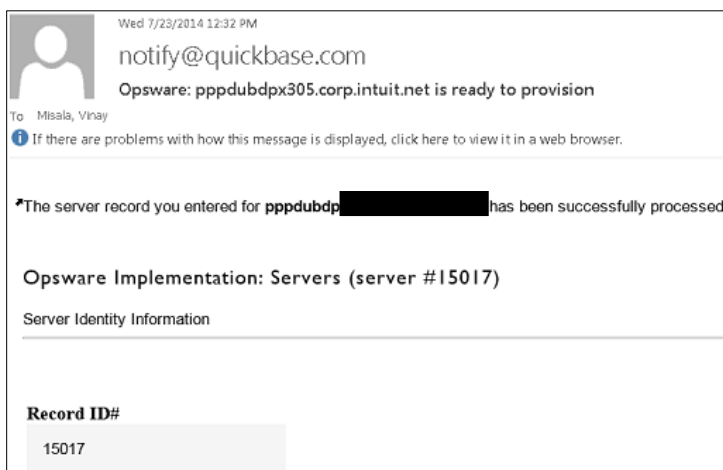 Wed 7/23/2014 12:32 PM
notify@quickbase.com
Opsware: pppdubdpx305.corp.intuit.net is ready to provision
To Misala, Vinay
If there are problems with how this message is displayed, click here to view it in a web browser.
The server record you entered for pppdubdp has been successfully processed
Opsware Implementation: Servers (server #15017)
Server Identity Information
Record ID#
15017